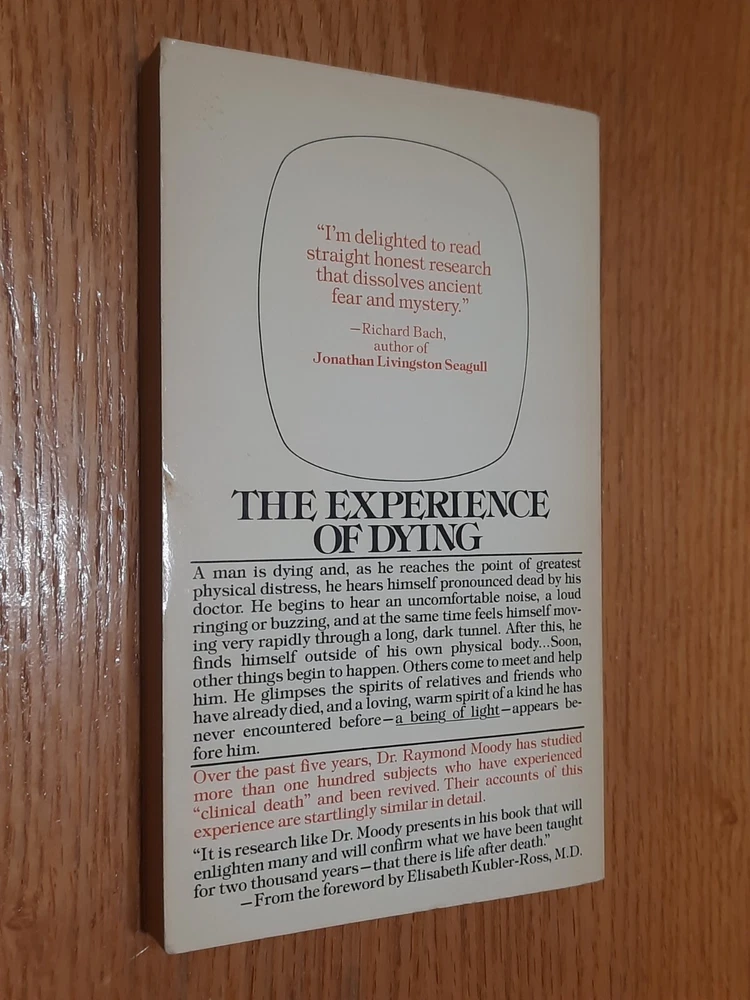 “I’m delighted to read
straight honest research
that dissolves ancient
fear and mystery.”
—Richard Bach,
author of
Jonathan Livingston Seagull
THE EXPERIENCE
OF DYING
A man is dying and, as he reaches the point of greatest
physical distress, he hears himself pronounced dead by his
doctor. He begins to hear an uncomfortable noise, a loud
ringing or buzzing, and at the same time feels himself mov-
ing very rapidly through a long, dark tunnel. After this, he
finds himself outside of his own physical body...Soon,
other things begin to happen. Others come to meet and help
him. He glimpses the spirits of relatives and friends who
have already died, and a loving, warm spirit of a kind he has
never encountered before—a being of light—appears be-
fore him.
Over the past five years, Dr. Raymond Moody has studied
more than one hundred subjects who have experienced
“clinical death” and been revived. Their accounts of this
experience are startlingly similar in detail.
“It is research like Dr. Moody presents in his book that will
enlighten many and will confirm what we have been taught
for two thousand years—that there is life after death.”
—From the foreword by Elisabeth Kubler-Ross, M.D.